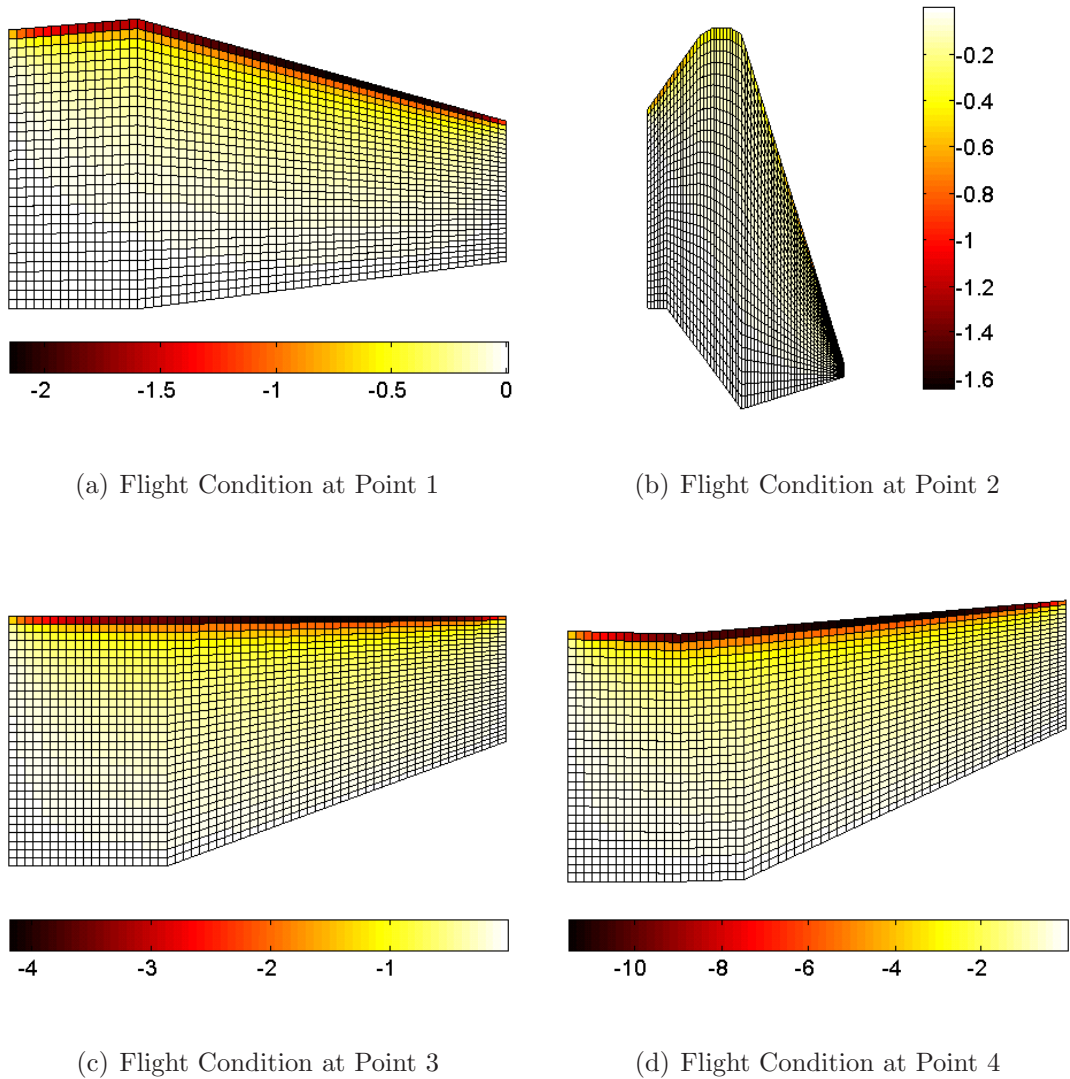 -2 -1.5 -1 -0.5 0
-0.2
-0.4
-0.6
-0.8
-1
-1.2
-1.4
-1.6
(a) Flight Condition at Point 1
(b) Flight Condition at Point 2
-4 -3 -2 -1
-10 -8 -6 -4 -2
(c) Flight Condition at Point 3
(d) Flight Condition at Point 4